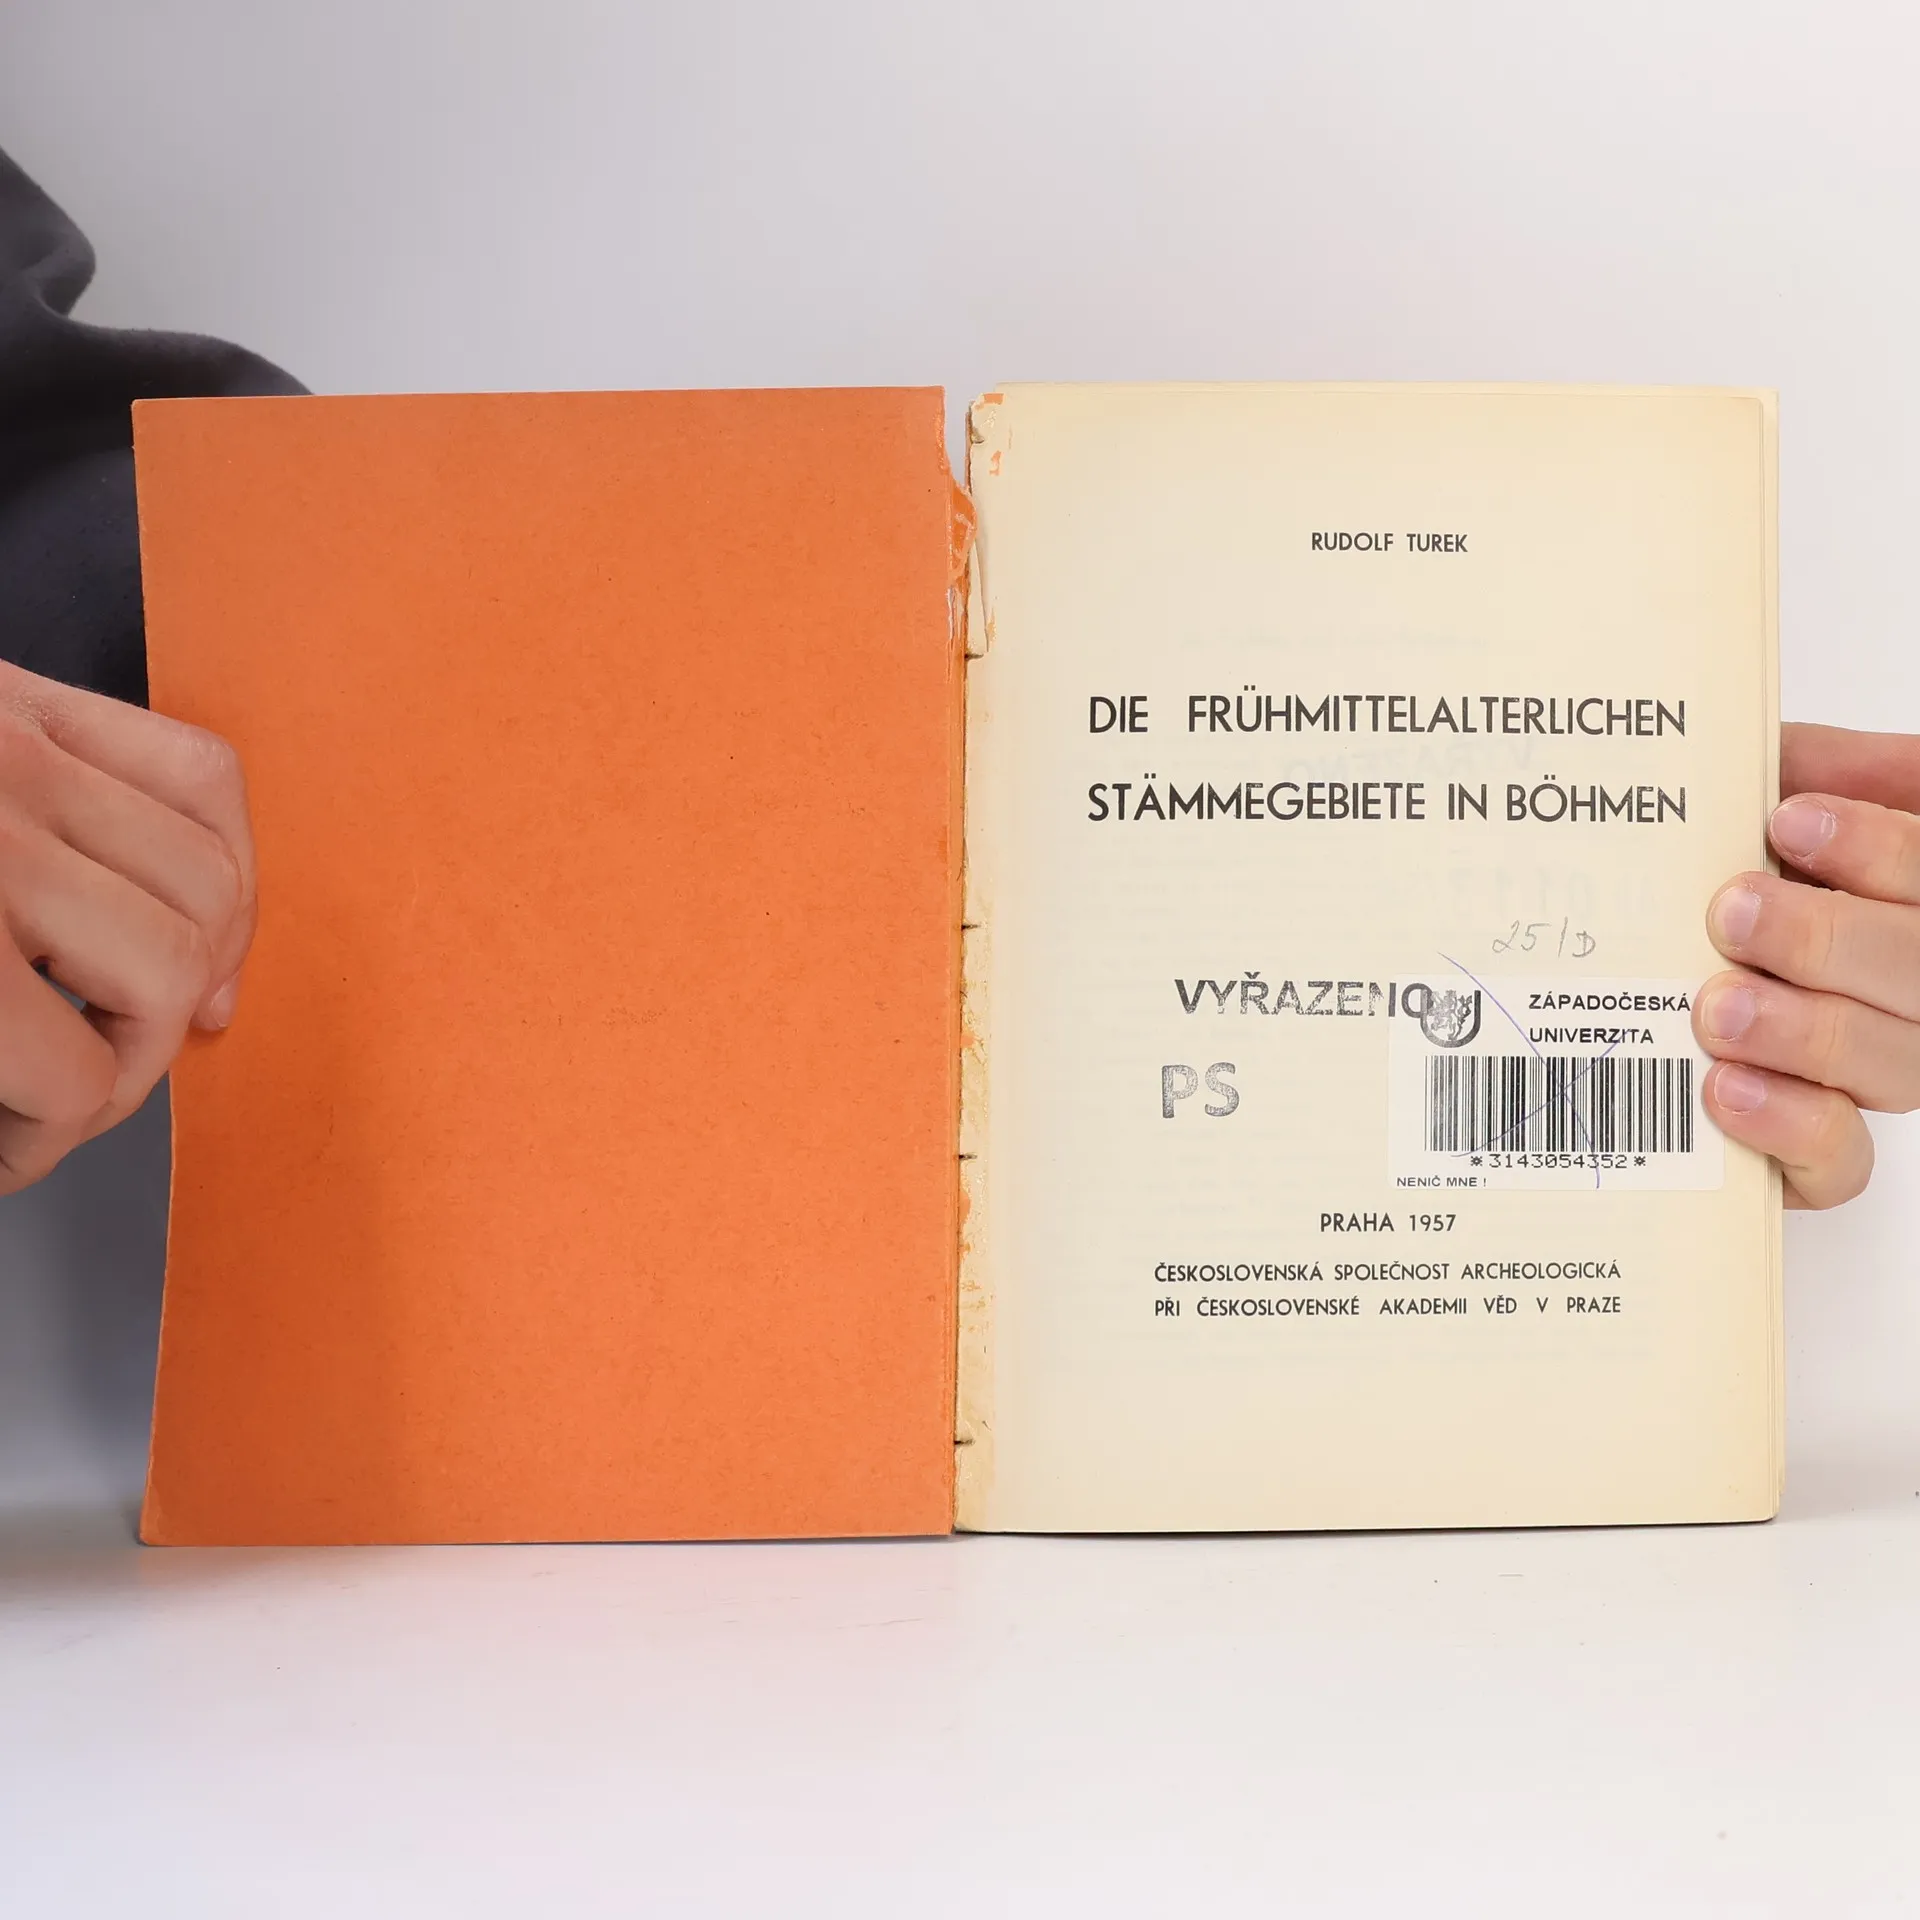 RUDOLF TUREK
DIE FRÜHMITTELALTERLICHEN
STÄMMEGEBIETE IN BÖHMEN
25/D
VYŘAZENO
PS
ZÁPADOČESKÁ
UNIVERZITA
*3143054352*
NENIČ MNE !
PRAHA 1957
ČESKOSLOVENSKÁ SPOLEČNOST ARCHEOLOGICKÁ
PŘI ČESKOSLOVENSKÉ AKADEMII VĚD V PRAZE